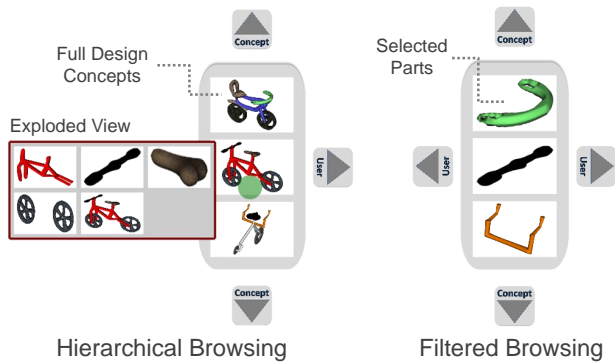 Concept
Concept
Full Design
Concepts
Selected
Parts
Exploded View
User
User
User
Concept
Concept
Hierarchical Browsing
Filtered Browsing